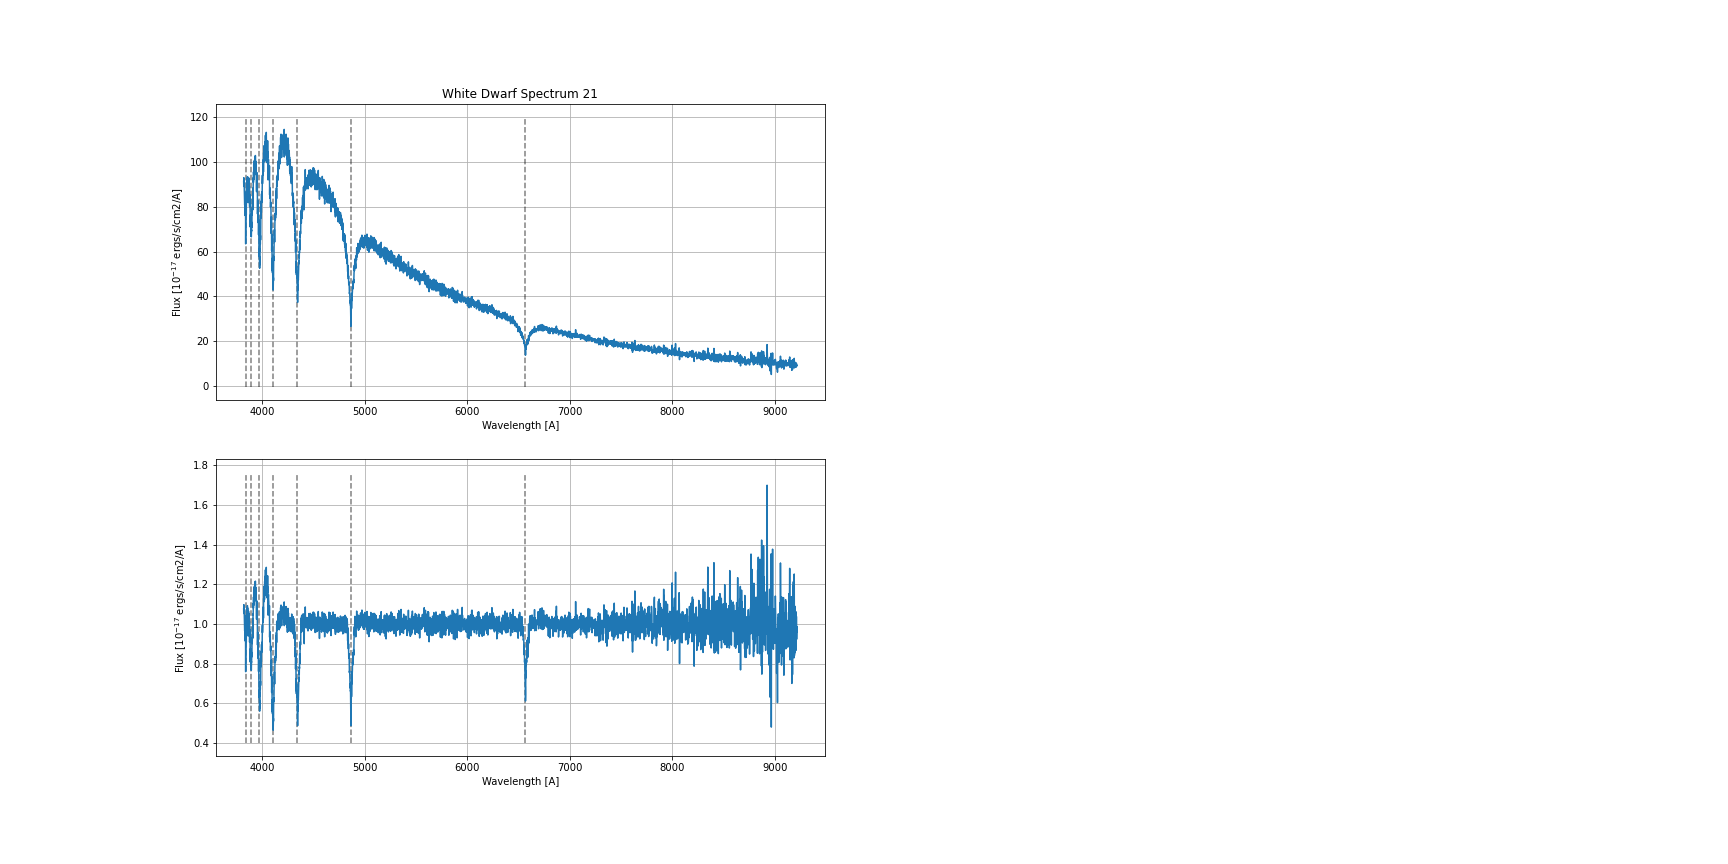 White Dwarf Spectrum 21
120
100
80
60
40
20
0
Flux [10⁻¹⁷ ergs/s/cm2/A]
4000 5000 6000 7000 8000 9000
Wavelength [A]
1.8
1.6
1.4
1.2
1.0
0.8
0.6
0.4
Flux [10⁻¹⁷ ergs/s/cm2/A]
4000 5000 6000 7000 8000 9000
Wavelength [A]